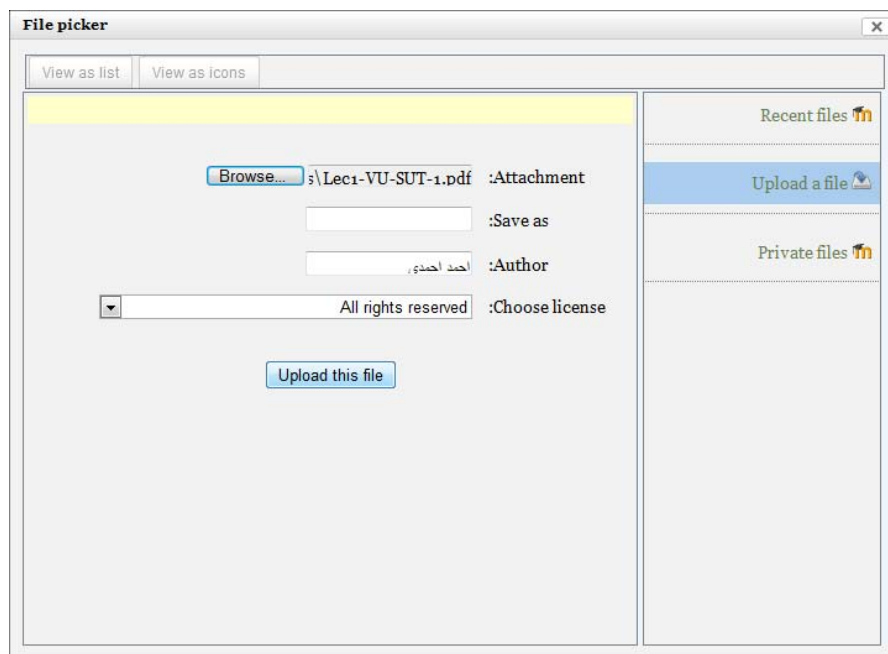 File picker
View as list View as icons
Recent files
Upload a file
Private files
:Attachment s\Lec1-VU-SUT-1.pdf Browse...
:Save as
:Author احمد احمدی
:Choose license All rights reserved
Upload this file